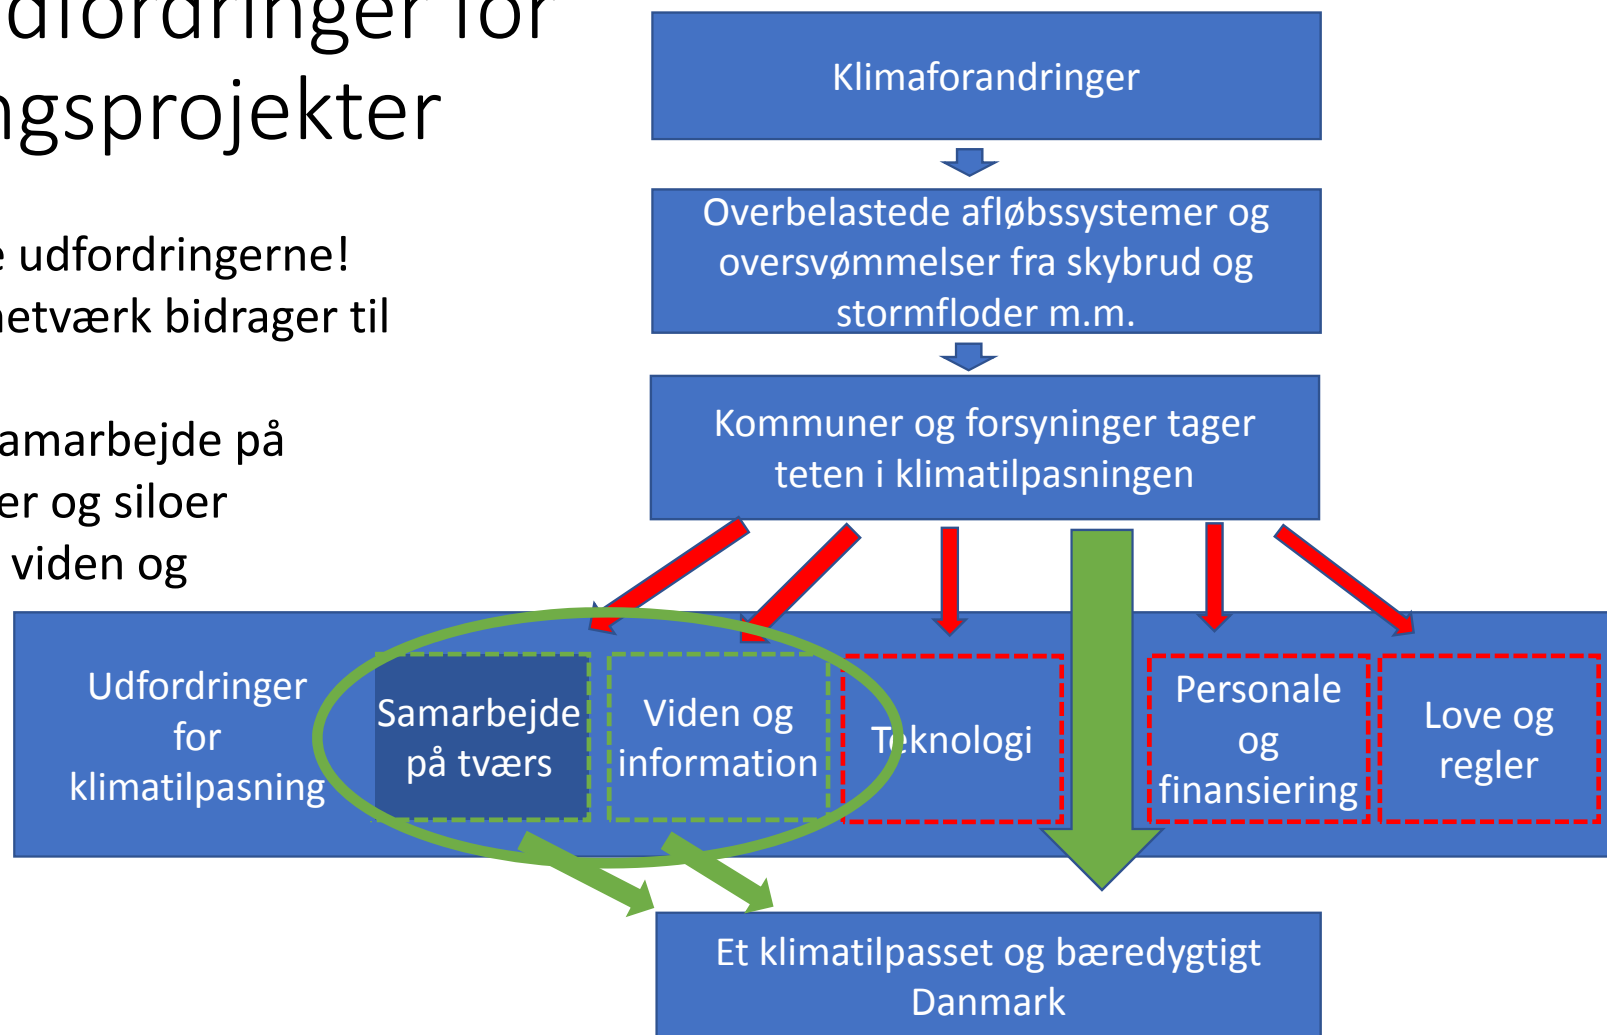 udfordringer for
ngsprojekter
e udfordringerne!
netværk bidrager til
samarbejde på
er og siloer
viden og
Klimaforandringer
Overbelastede afløbssystemer og
oversvømmelser fra skybrud og
stormfloder m.m.
Kommuner og forsyninger tager
teten i klimatilpasningen
Udfordringer
for
klimatilpasning
Samarbejde
på tværs
Viden og
information
Teknologi
Personale
og
finansiering
Love og
regler
Et klimatilpasset og bæredygtigt
Danmark